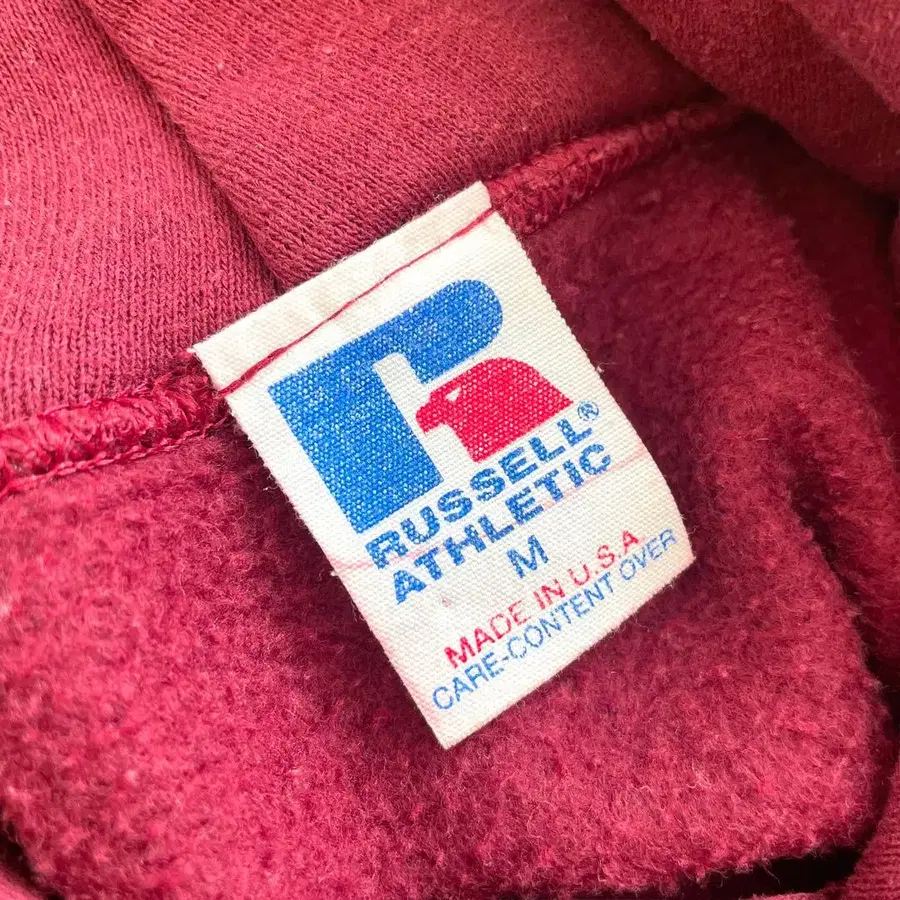 R
RUSSELL®
ATHLETIC
M
MADE IN U.S.A
CARE-CONTENT OVER